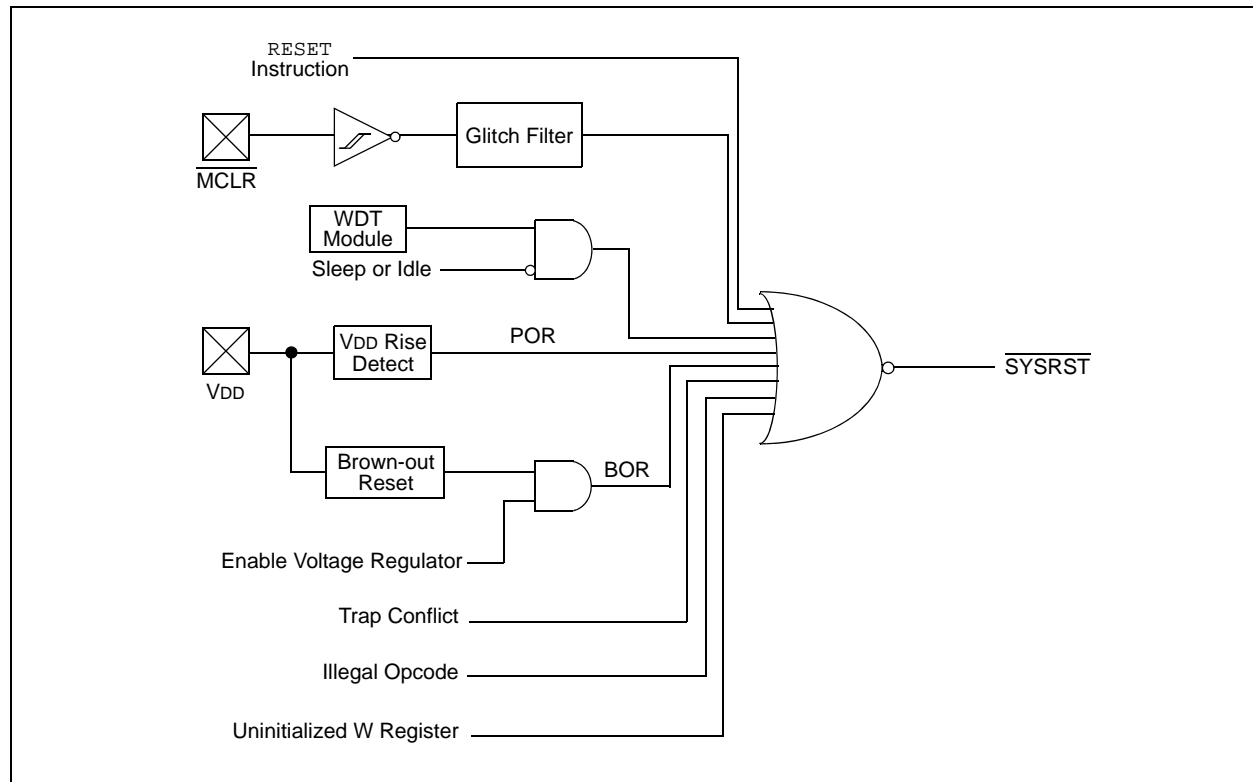 RESET
Instruction
Glitch Filter
MCLR
WDT
Module
Sleep or Idle
VDD Rise
Detect
POR
VDD
SYSRST
Brown-out
Reset
BOR
Enable Voltage Regulator
Trap Conflict
Illegal Opcode
Uninitialized W Register